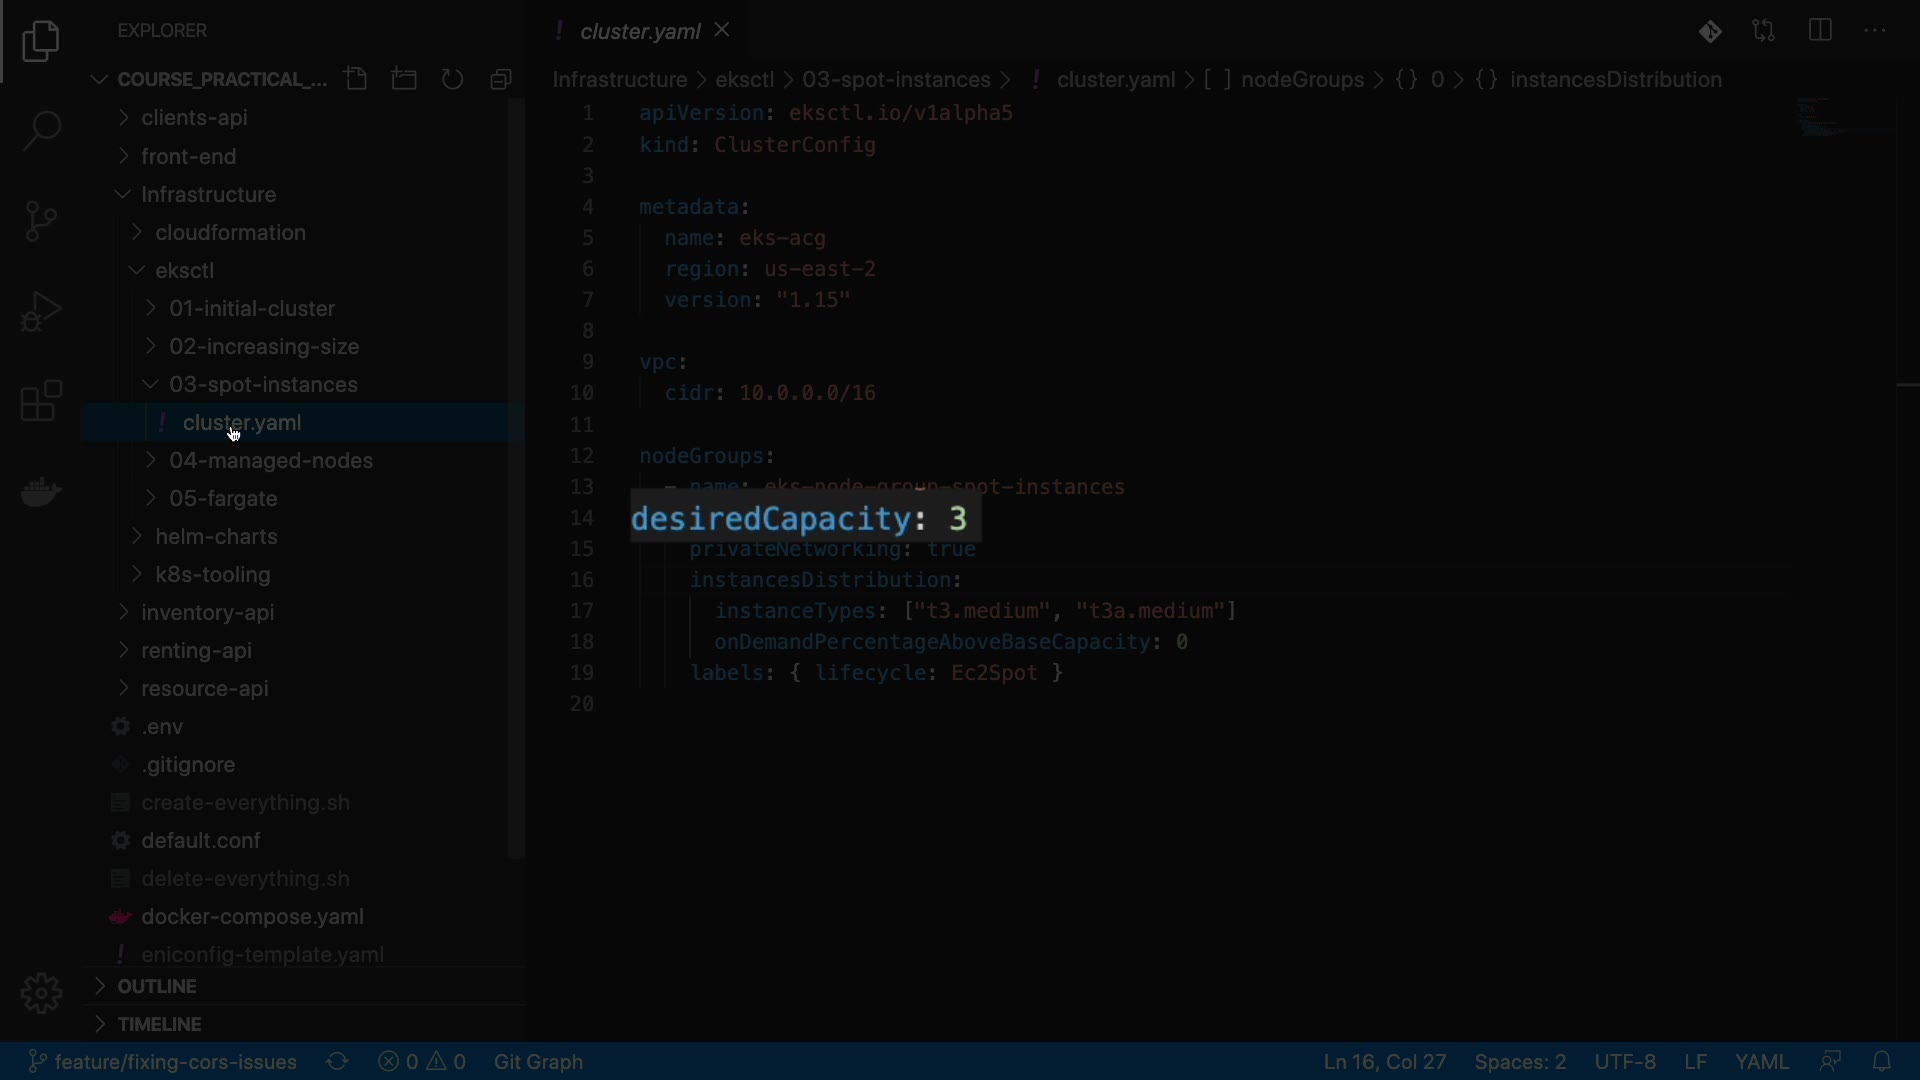 EXPLORER
COURSE_PRACTICAL_...
clients-api
front-end
Infrastructure
cloudformation
eksctl
01-initial-cluster
02-increasing-size
03-spot-instances
! cluster.yaml
04-managed-nodes
05-fargate
helm-charts
k8s-tooling
inventory-api
renting-api
resource-api
.env
.gitignore
create-everything.sh
default.conf
delete-everything.sh
docker-compose.yaml
! eniconfig-template.yaml
OUTLINE
TIMELINE
! cluster.yaml
Infrastructure > eksctl > 03-spot-instances > ! cluster.yaml > [ ] nodeGroups > {} 0 > {} instancesDistribution
1 apiVersion: eksctl.io/v1alpha5
2 kind: ClusterConfig
3
4 metadata:
5 name: eks-acg
6 region: us-east-2
7 version: "1.15"
8
9 vpc:
10 cidr: 10.0.0.0/16
11
12 nodeGroups:
13 - name: eks-node-group-spot-instances
14 desiredCapacity: 3
15 privateNetworking: true
16 instancesDistribution:
17 instanceTypes: ["t3.medium", "t3a.medium"]
18 onDemandPercentageAboveBaseCapacity: 0
19 labels: { lifecycle: Ec2Spot }
20
feature/fixing-cors-issues 0 0 Git Graph Ln 16, Col 27 Spaces: 2 UTF-8 LF YAML